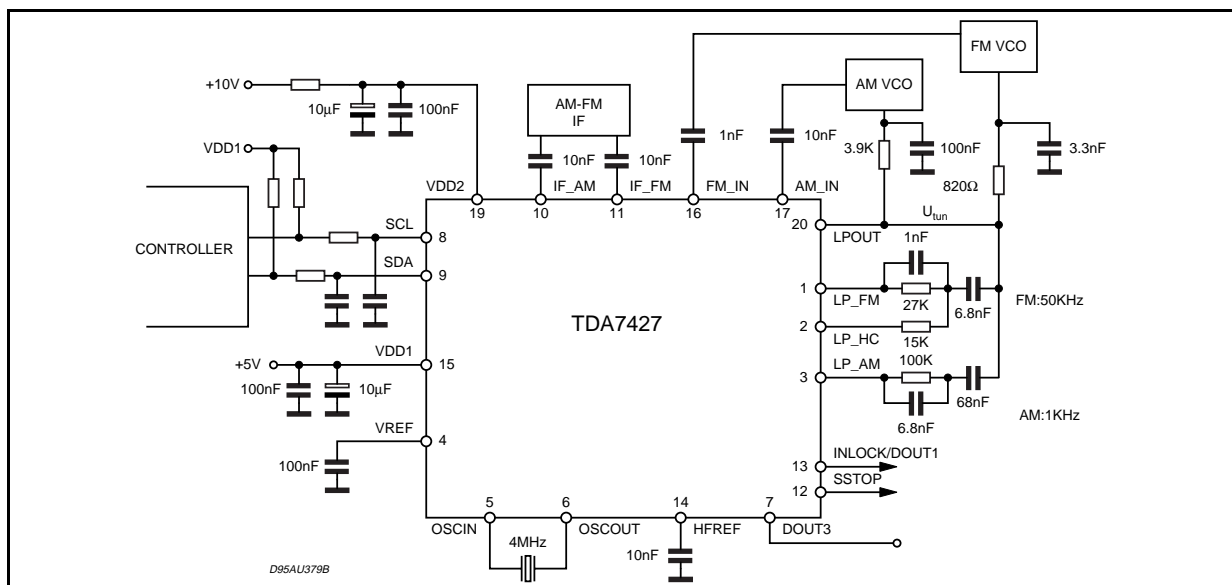 FM VCO
+10V
10µF
100nF
AM-FM
IF
AM VCO
1nF
10nF
3.9K
100nF
3.3nF
VDD1
10nF
10nF
820Ω
VDD2
IF_AM
IF_FM
FM_IN
AM_IN
19
10
11
16
17
Utun
20
LPOUT
CONTROLLER
SCL
8
SDA
9
1nF
1
LP_FM
27K
6.8nF
FM:50KHz
TDA7427
2
LP_HC
15K
+5V
VDD1
15
LP_AM
100K
3
100nF
10µF
68nF
6.8nF
AM:1KHz
VREF
4
100nF
INLOCK/DOUT1
13
SSTOP
12
5
6
14
7
OSCIN
OSCOUT
HFREF
DOUT3
4MHz
10nF
D95AU379B